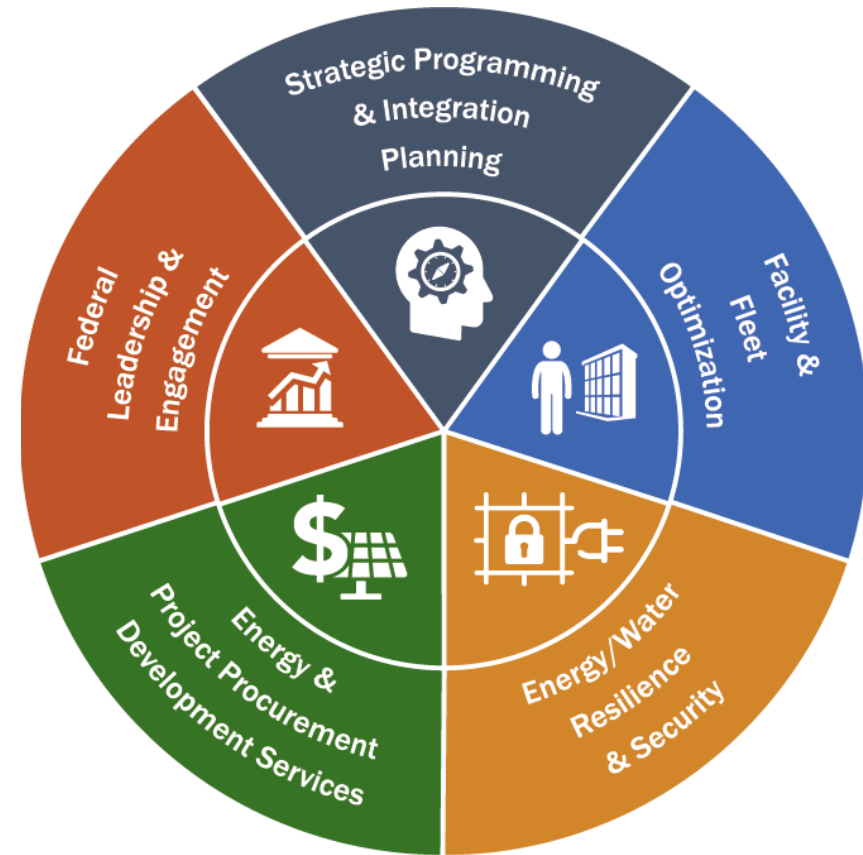 Strategic Programming
& Integration
Planning
Facility &
Fleet
Optimization
Energy/Water
Resilience
& Security
Energy &
Project Procurement
Development Services
Federal
Leadership &
Engagement
$